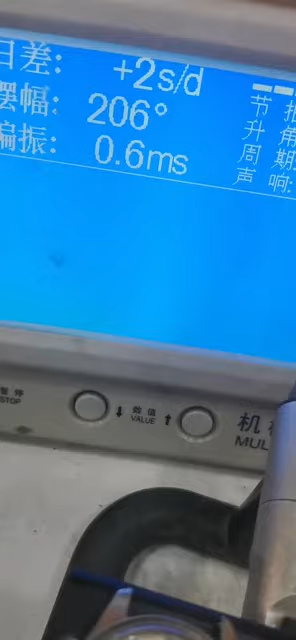 日差: +2s/d
摆幅: 206°
偏振: 0.6ms
节拍
升角
周期
声响:
暂停
STOP
数值
VALUE
机
MUL